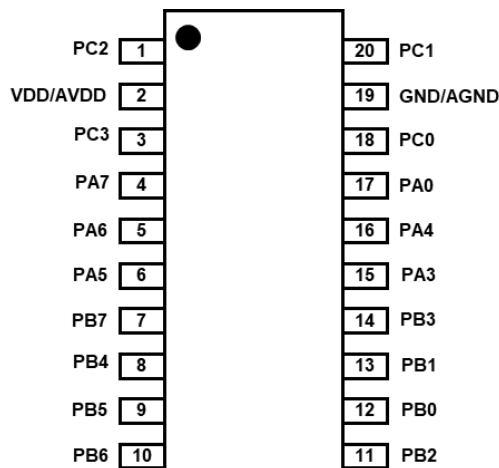 PC2 1 20 PC1
VDD/AVDD 2 19 GND/AGND
PC3 3 18 PC0
PA7 4 17 PA0
PA6 5 16 PA4
PA5 6 15 PA3
PB7 7 14 PB3
PB4 8 13 PB1
PB5 9 12 PB0
PB6 10 11 PB2